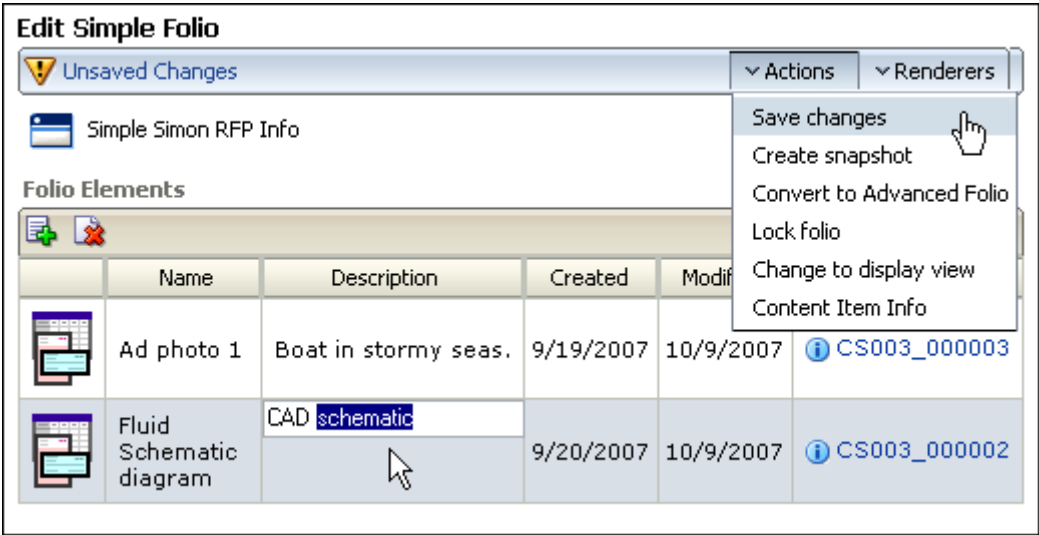 Edit Simple Folio
Unsaved Changes
Actions
Renderers
Save changes
Create snapshot
Convert to Advanced Folio
Lock folio
Change to display view
Content Item Info
Simple Simon RFP Info
Folio Elements
Name Description Created Modif
Ad photo 1 Boat in stormy seas. 9/19/2007 10/9/2007 CS003_000003
Fluid
Schematic
diagram
CAD schematic
9/20/2007 10/9/2007 CS003_000002